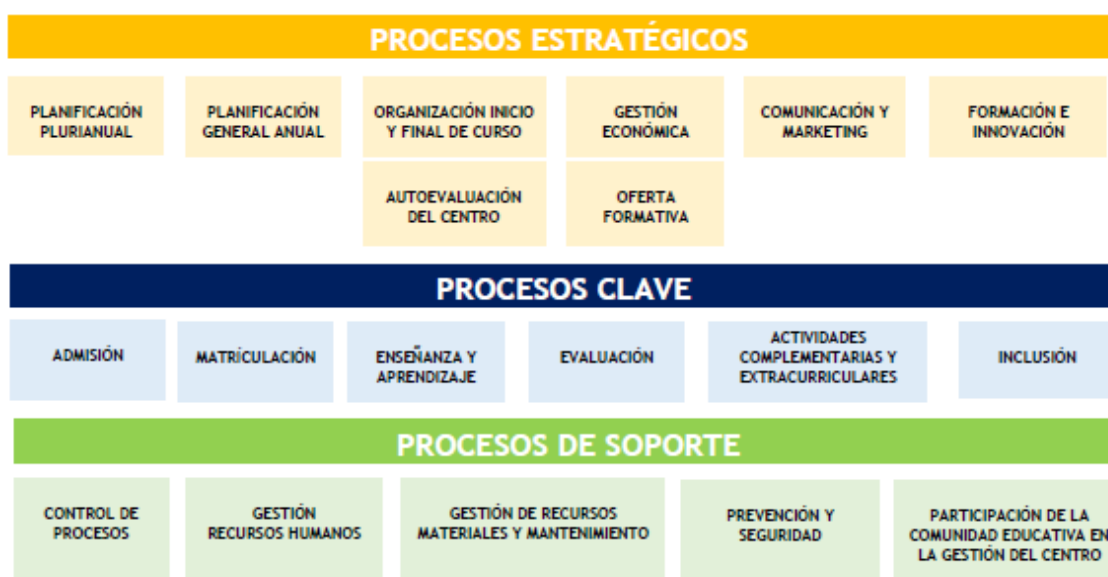 PROCESOS ESTRATÉGICOS
PLANIFICACIÓN
PLURIANUAL
PLANIFICACIÓN
GENERAL ANUAL
ORGANIZACIÓN INICIO
Y FINAL DE CURSO
GESTIÓN
ECONÓMICA
COMUNICACIÓN Y
MARKETING
FORMACIÓN E
INNOVACIÓN
AUTOEVALUACIÓN
DEL CENTRO
OFERTA
FORMATIVA
PROCESOS CLAVE
ADMISIÓN
MATRÍCULACIÓN
ENSEÑANZA Y
APRENDIZAJE
EVALUACIÓN
ACTIVIDADES
COMPLEMENTARIAS Y
EXTRACURRICULARES
INCLUSIÓN
PROCESOS DE SOPORTE
CONTROL DE
PROCESOS
GESTIÓN
RECURSOS HUMANOS
GESTIÓN DE RECURSOS
MATERIALES Y MANTENIMIENTO
PREVENCIÓN Y
SEGURIDAD
PARTICIPACIÓN DE LA
COMUNIDAD EDUCATIVA EN
LA GESTIÓN DEL CENTRO